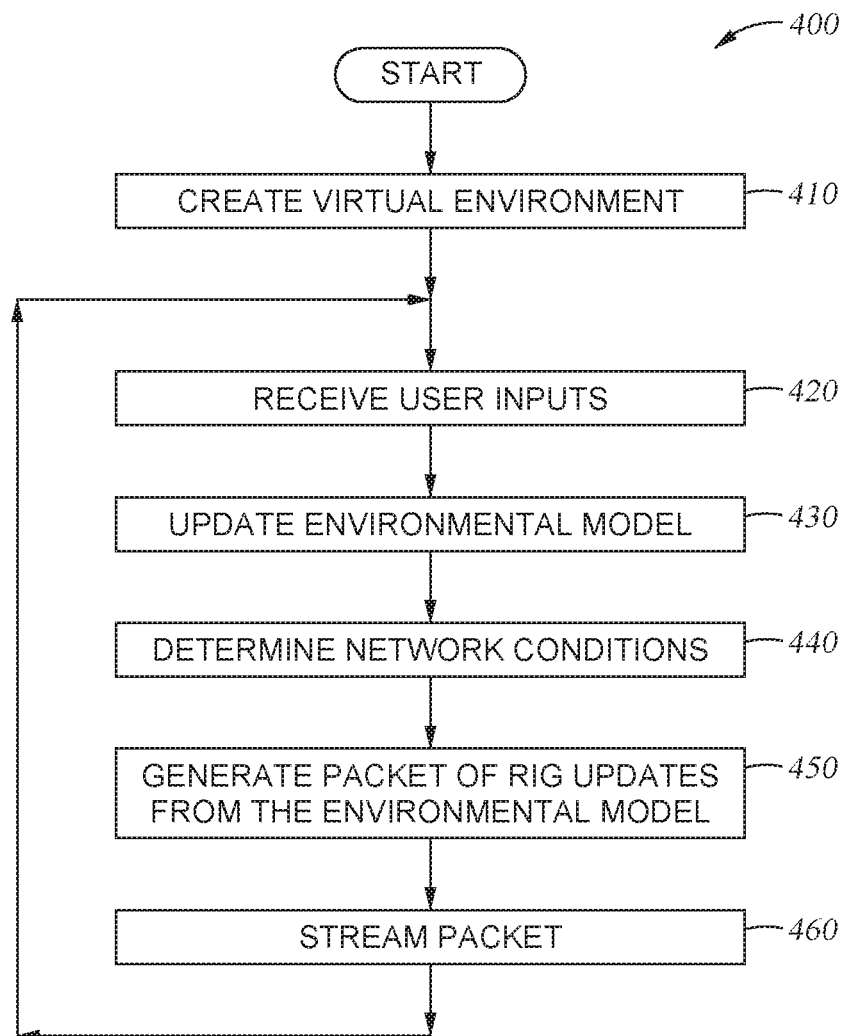 400
START
CREATE VIRTUAL ENVIRONMENT
410
RECEIVE USER INPUTS
420
UPDATE ENVIRONMENTAL MODEL
430
DETERMINE NETWORK CONDITIONS
440
GENERATE PACKET OF RIG UPDATES
FROM THE ENVIRONMENTAL MODEL
450
STREAM PACKET
460